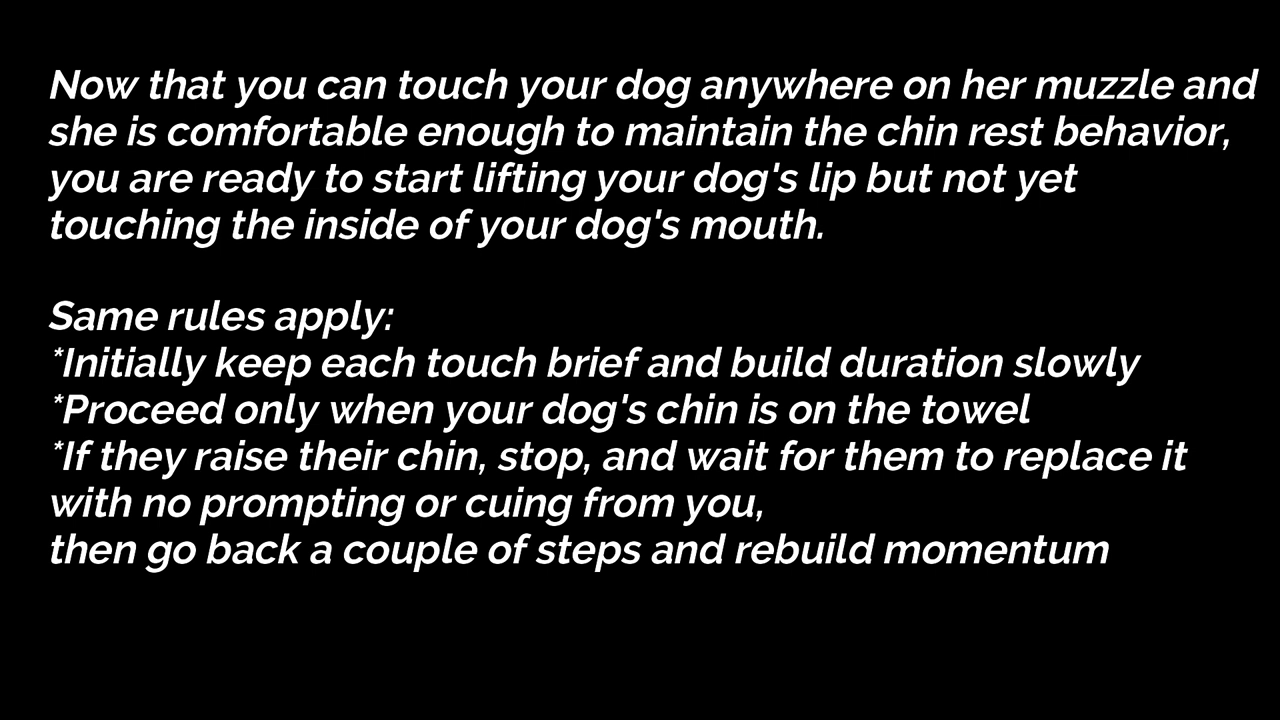 Now that you can touch your dog anywhere on her muzzle and
she is comfortable enough to maintain the chin rest behavior,
you are ready to start lifting your dog's lip but not yet
touching the inside of your dog's mouth.
Same rules apply:
*Initially keep each touch brief and build duration slowly
*Proceed only when your dog's chin is on the towel
*If they raise their chin, stop, and wait for them to replace it
with no prompting or cuing from you,
then go back a couple of steps and rebuild momentum